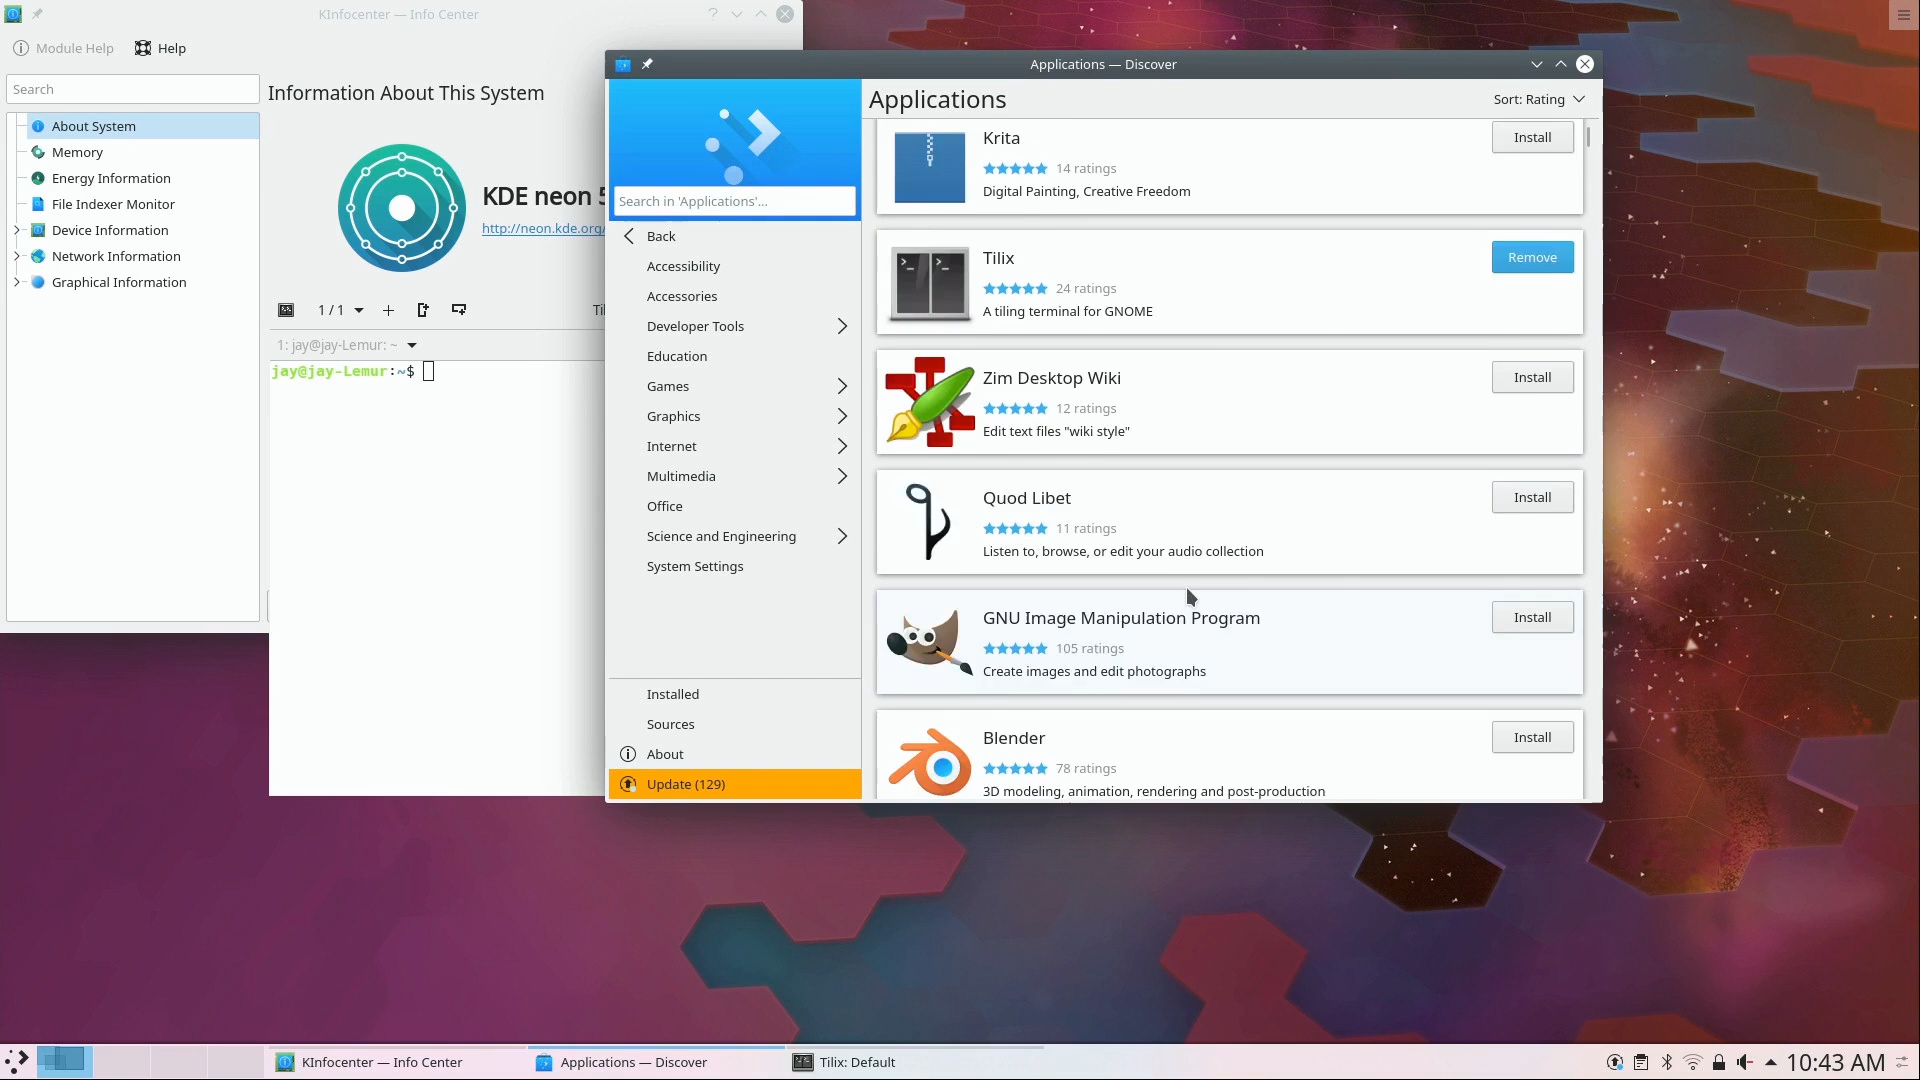 KInfocenter — Info Center
Module Help
Help
Search
Information About This System
About System
Memory
Energy Information
File Indexer Monitor
Device Information
Network Information
Graphical Information
KDE neon 5
http://neon.kde.org/
1 / 1
Til
1: jay@jay-Lemur: ~
jay@jay-Lemur:~$
Applications — Discover
Search in 'Applications'...
Back
Accessibility
Accessories
Developer Tools
Education
Games
Graphics
Internet
Multimedia
Office
Science and Engineering
System Settings
Installed
Sources
About
Update (129)
Applications
Sort: Rating
Krita
14 ratings
Digital Painting, Creative Freedom
Install
Tilix
24 ratings
A tiling terminal for GNOME
Remove
Zim Desktop Wiki
12 ratings
Edit text files "wiki style"
Install
Quod Libet
11 ratings
Listen to, browse, or edit your audio collection
Install
GNU Image Manipulation Program
105 ratings
Create images and edit photographs
Install
Blender
78 ratings
3D modeling, animation, rendering and post-production
Install
KInfocenter — Info Center
Applications — Discover
Tilix: Default
10:43 AM